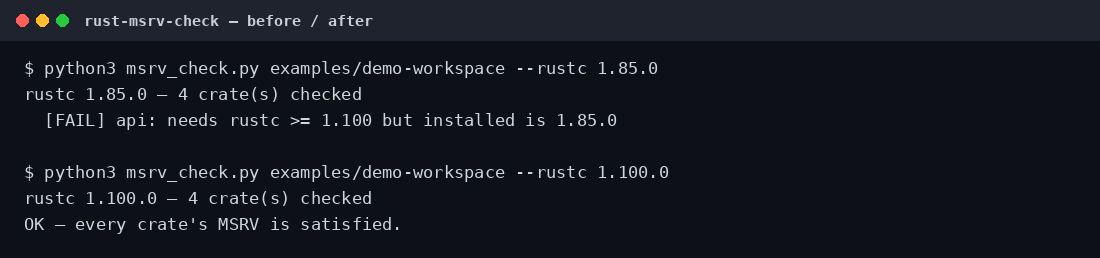 rust-msrv-check — before / after
$ python3 msrv_check.py examples/demo-workspace --rustc 1.85.0
rustc 1.85.0 — 4 crate(s) checked
[FAIL] api: needs rustc >= 1.100 but installed is 1.85.0
$ python3 msrv_check.py examples/demo-workspace --rustc 1.100.0
rustc 1.100.0 — 4 crate(s) checked
OK — every crate's MSRV is satisfied.